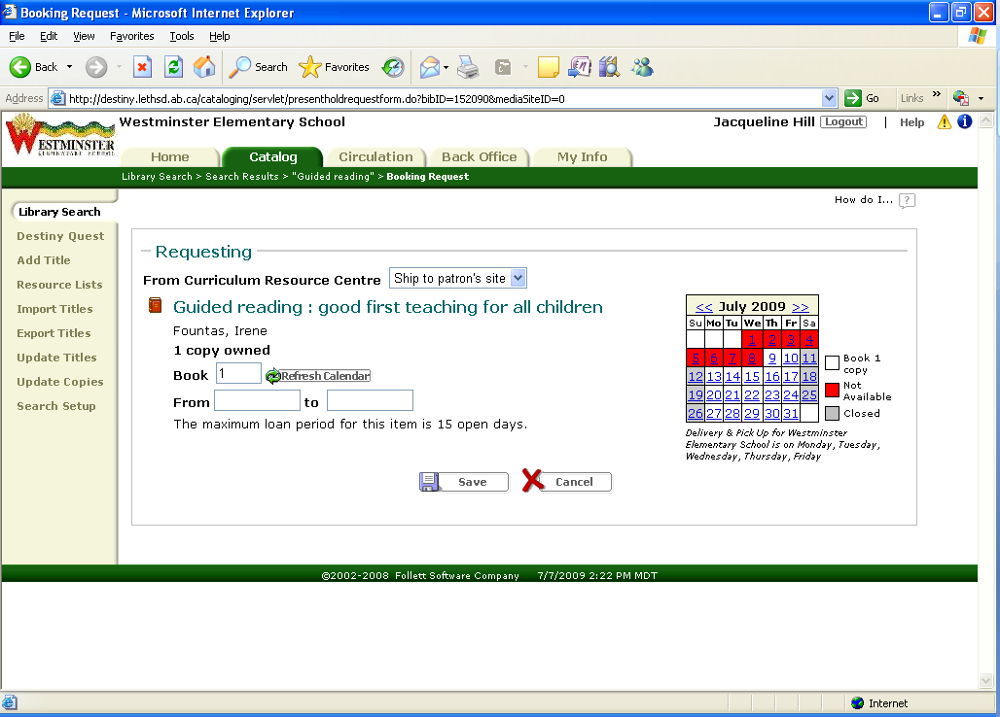 Booking Request - Microsoft Internet Explorer
File Edit View Favorites Tools Help
Back Search Favorites
Address http://destiny.lethsd.ab.ca/cataloging/servlet/presentholdrequestform.do?bibID=152090&mediaSiteID=0 Go Links »
WESTMINSTER
ELEMENTARY SCHOOL
Westminster Elementary School Jacqueline Hill Logout | Help
Home Catalog Circulation Back Office My Info
Library Search > Search Results > "Guided reading" > Booking Request
How do I... ?
Library Search
Destiny Quest
Add Title
Resource Lists
Import Titles
Export Titles
Update Titles
Update Copies
Search Setup
Requesting
From Curriculum Resource Centre Ship to patron's site
Guided reading : good first teaching for all children
Fountas, Irene
1 copy owned
Book 1 Refresh Calendar
From to
The maximum loan period for this item is 15 open days.
<< July 2009 >>
Su Mo Tu We Th Fr Sa
1 2 3 4
5 6 7 8 9 10 11
12 13 14 15 16 17 18
19 20 21 22 23 24 25
26 27 28 29 30 31
Book 1
copy
Not
Available
Closed
Delivery & Pick Up for Westminster
Elementary School is on Monday, Tuesday,
Wednesday, Thursday, Friday
Save Cancel
©2002-2008 Follett Software Company 7/7/2009 2:22 PM MDT
Internet